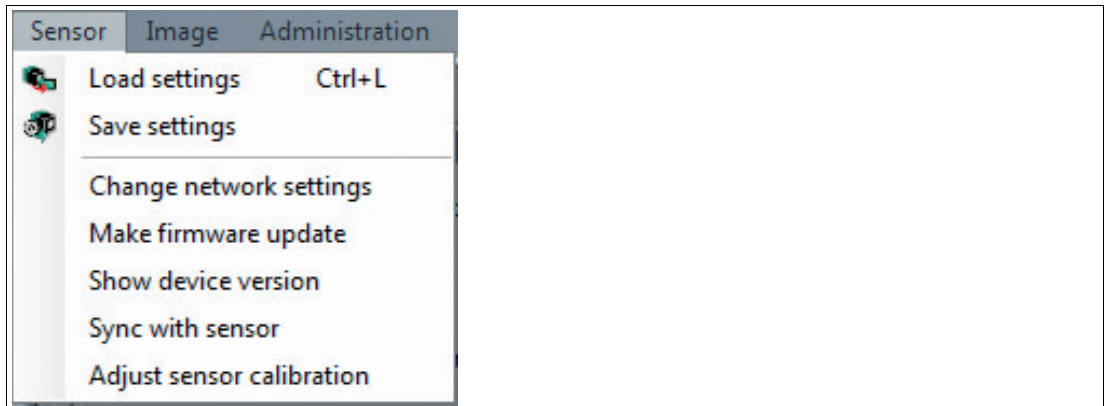 Sensor Image Administration
Load settings Ctrl+L
Save settings
Change network settings
Make firmware update
Show device version
Sync with sensor
Adjust sensor calibration